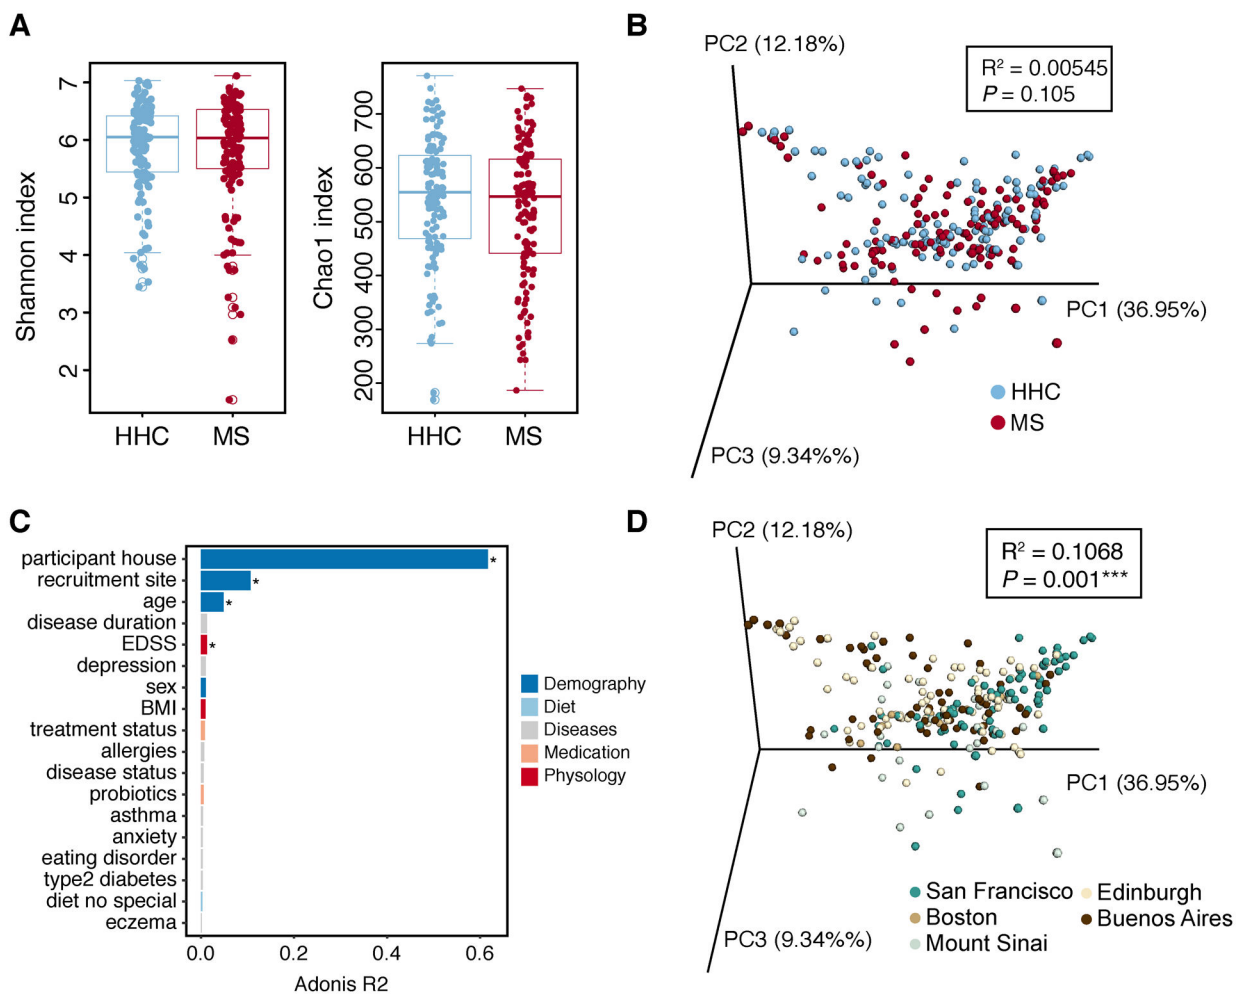 A
Shannon index
7
6
5
4
3
2
HHC
MS
Chao1 index
700
600
500
400
300
200
HHC
MS
B
PC2 (12.18%)
R² = 0.00545
P = 0.105
PC1 (36.95%)
HHC
MS
PC3 (9.34%%)
C
participant house
*
recruitment site
*
age
*
disease duration
EDSS
*
depression
sex
BMI
treatment status
allergies
disease status
probiotics
asthma
anxiety
eating disorder
type2 diabetes
diet no special
eczema
0.0
0.2
0.4
0.6
Adonis R2
Demography
Diet
Diseases
Medication
Physology
D
PC2 (12.18%)
R² = 0.1068
P = 0.001***
PC1 (36.95%)
PC3 (9.34%%)
San Francisco
Edinburgh
Boston
Buenos Aires
Mount Sinai